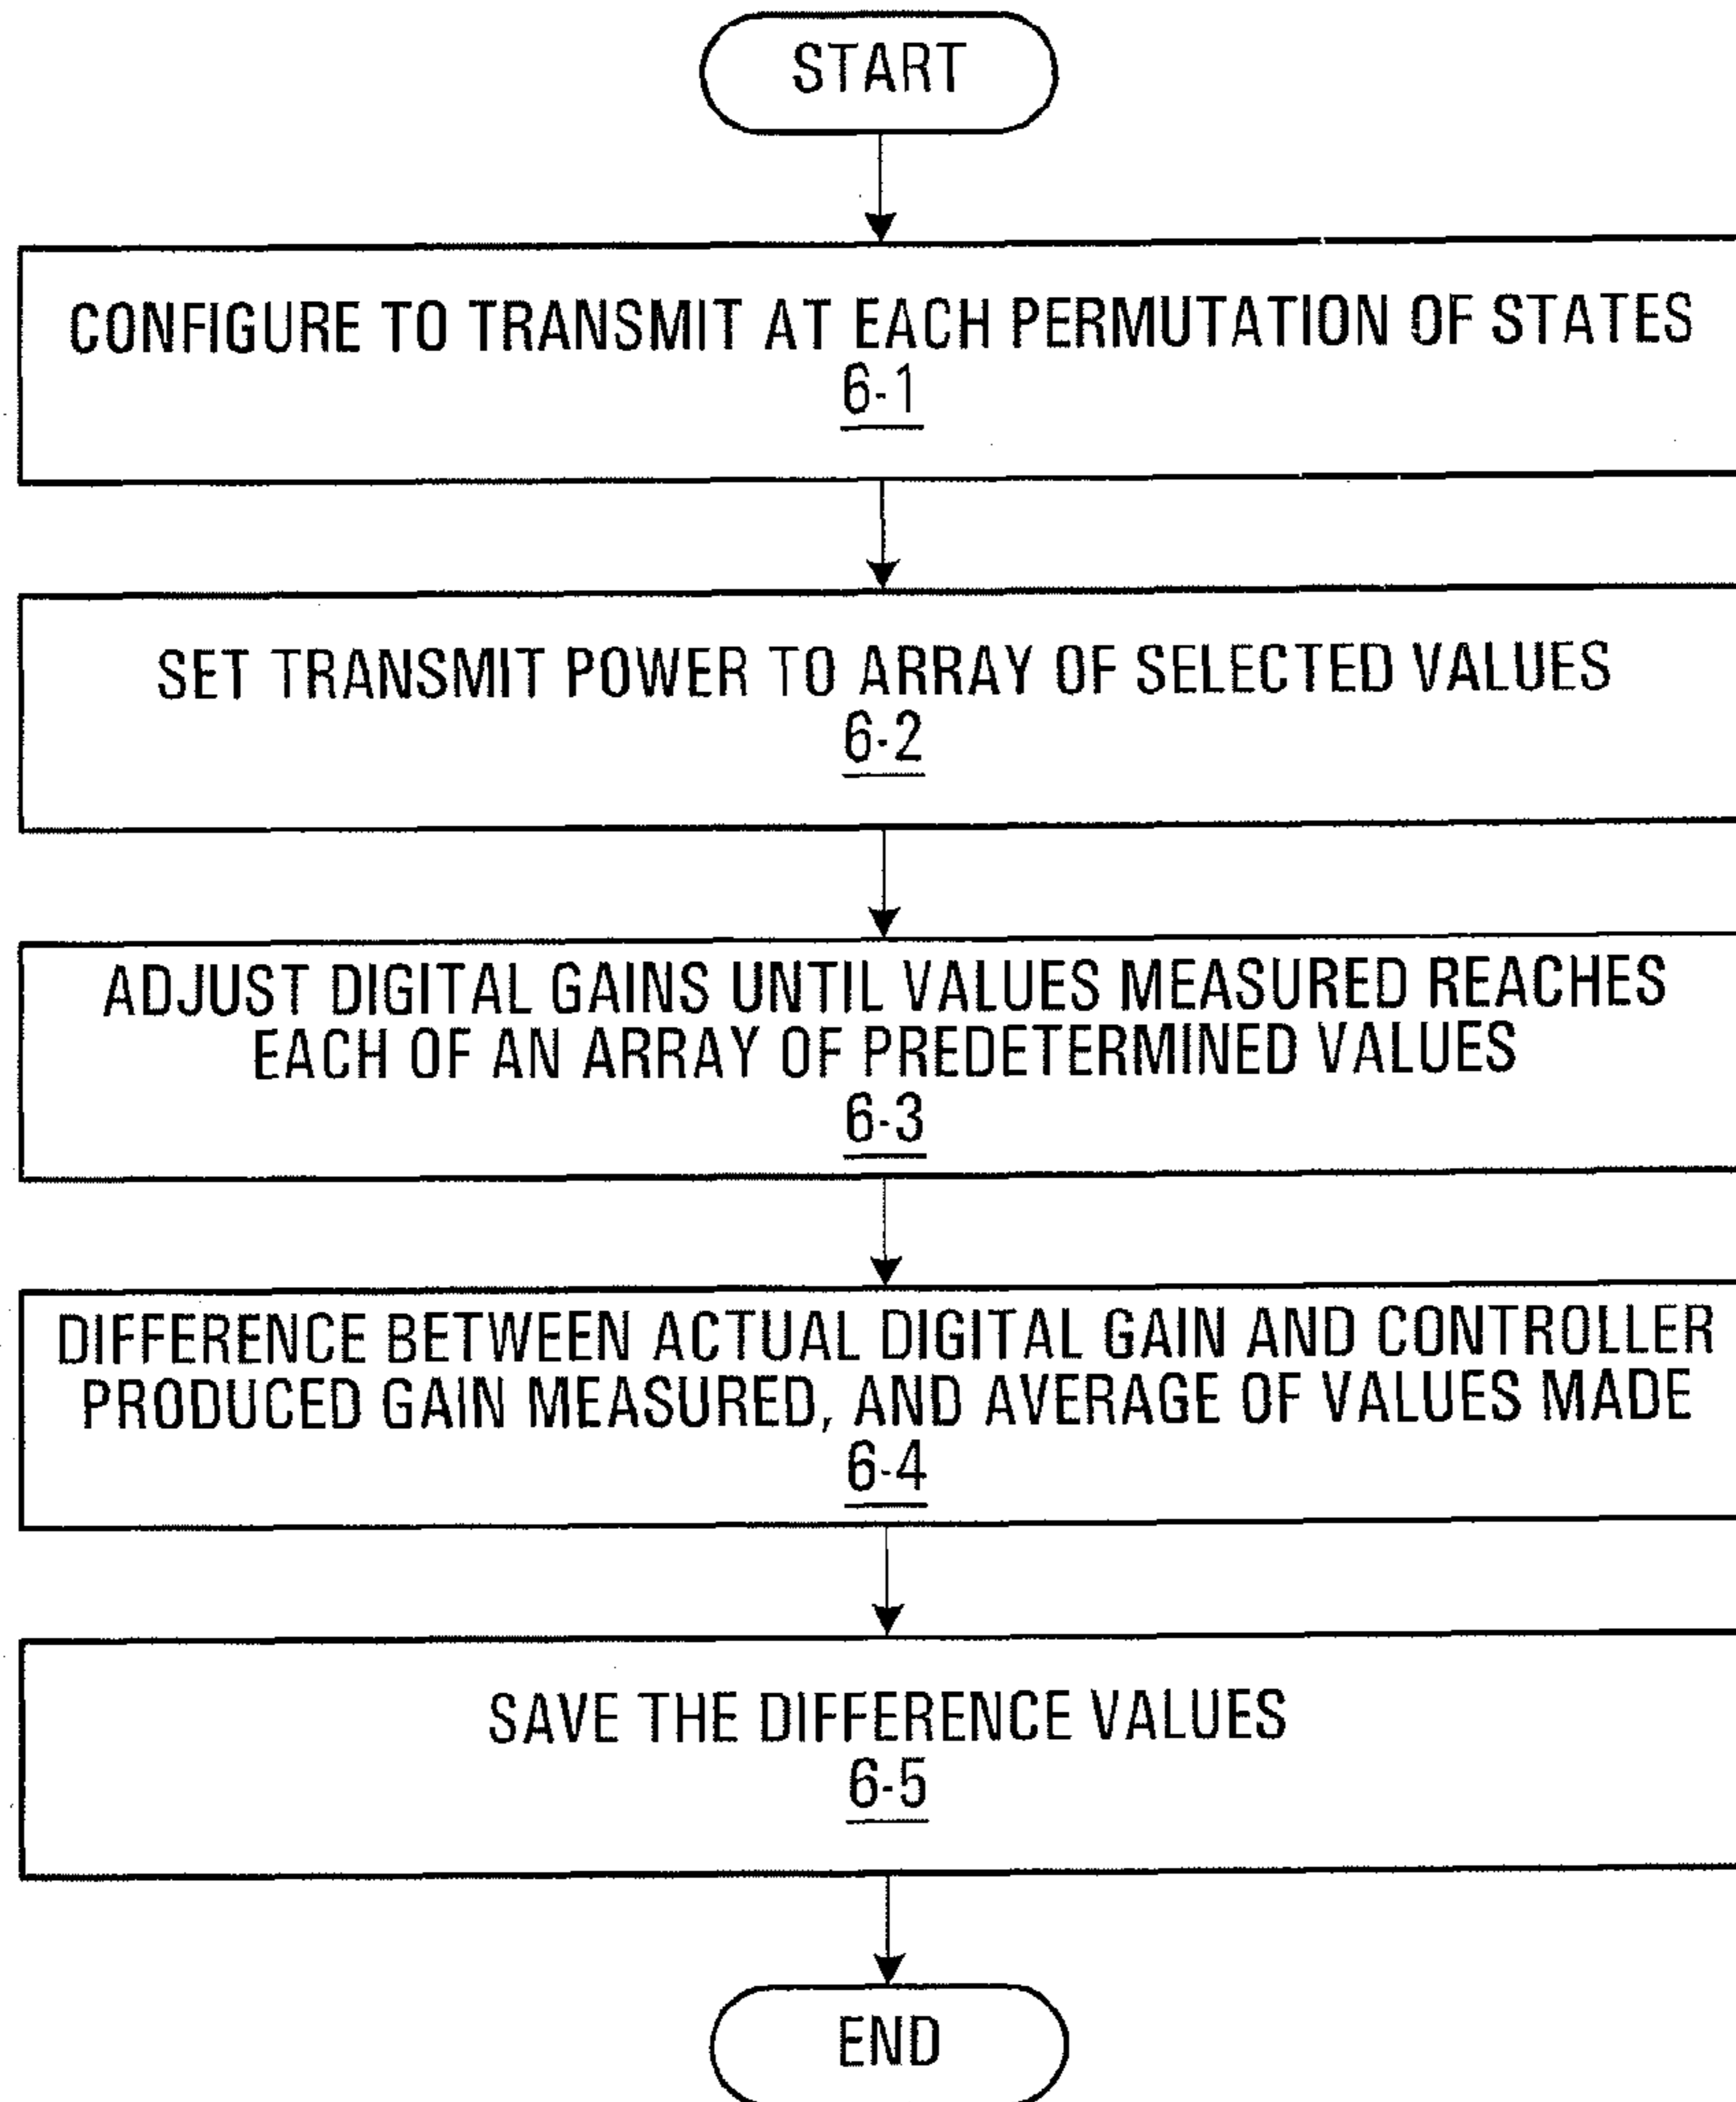 START
CONFIGURE TO TRANSMIT AT EACH PERMUTATION OF STATES
6-1
SET TRANSMIT POWER TO ARRAY OF SELECTED VALUES
6-2
ADJUST DIGITAL GAINS UNTIL VALUES MEASURED REACHES
EACH OF AN ARRAY OF PREDETERMINED VALUES
6-3
DIFFERENCE BETWEEN ACTUAL DIGITAL GAIN AND CONTROLLER
PRODUCED GAIN MEASURED, AND AVERAGE OF VALUES MADE
6-4
SAVE THE DIFFERENCE VALUES
6-5
END